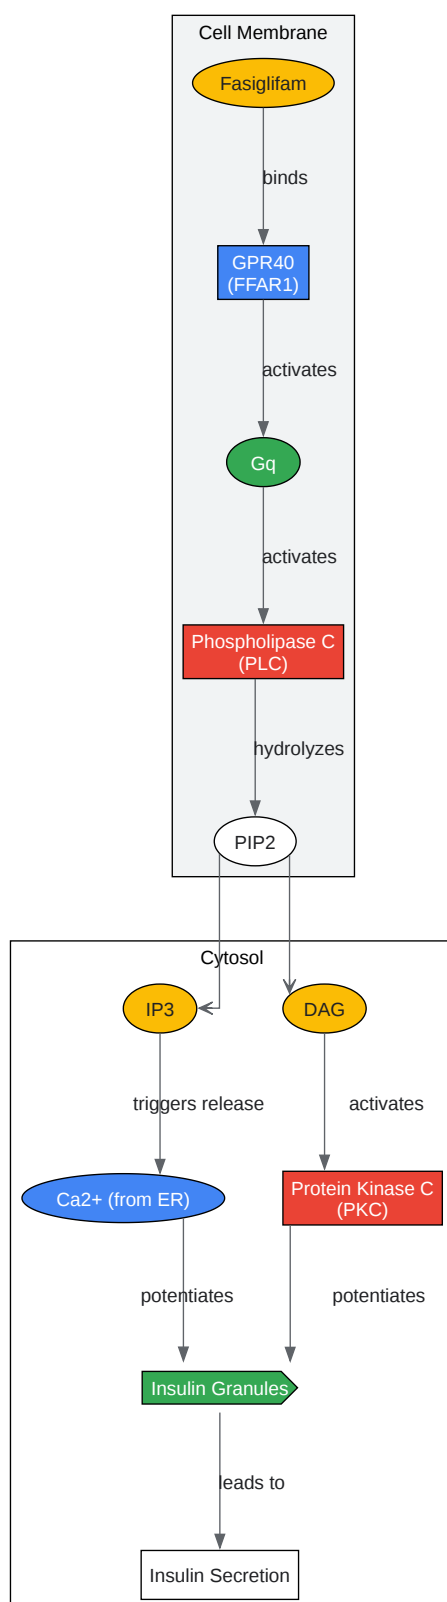 Cell Membrane
Fasiglifam
binds
GPR40
(FFAR1)
activates
Gq
activates
Phospholipase C
(PLC)
hydrolyzes
PIP2
Cytosol
IP3
DAG
triggers release
activates
Ca2+ (from ER)
Protein Kinase C
(PKC)
potentiates
potentiates
Insulin Granules
leads to
Insulin Secretion